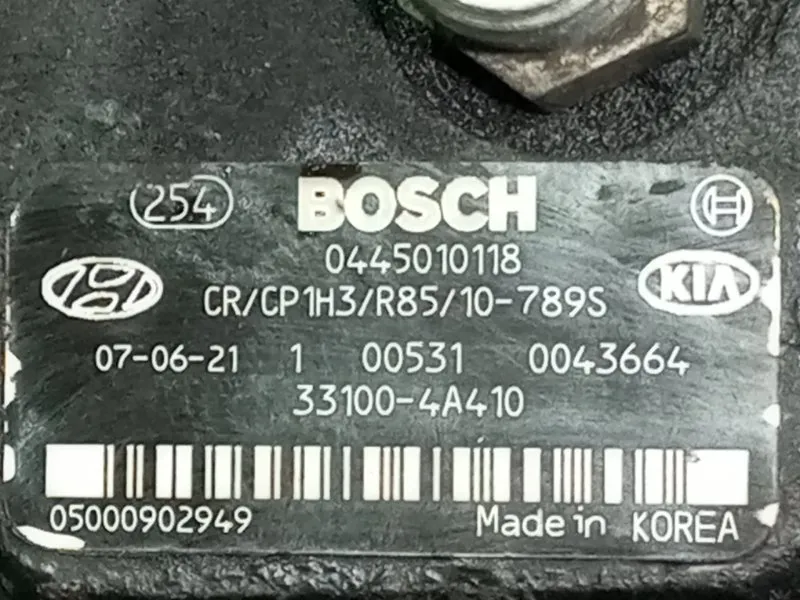 254 BOSCH H
0445010118
CR/CP1H3/R85/10-789S KIA
07-06-21 1 00531 0043664
33100-4A410
05000902949 Made in KOREA